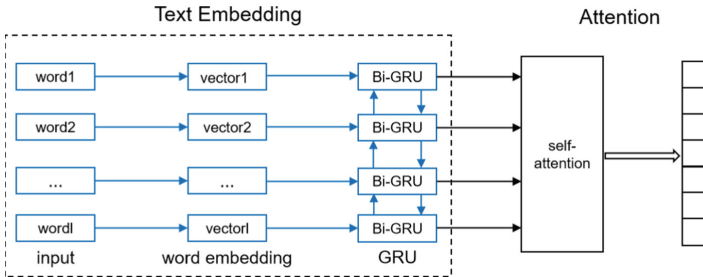 Text Embedding
Attention
word1
vector1
Bi-GRU
word2
vector2
Bi-GRU
self-
attention
...
...
Bi-GRU
wordl
vectorl
Bi-GRU
input
word embedding
GRU